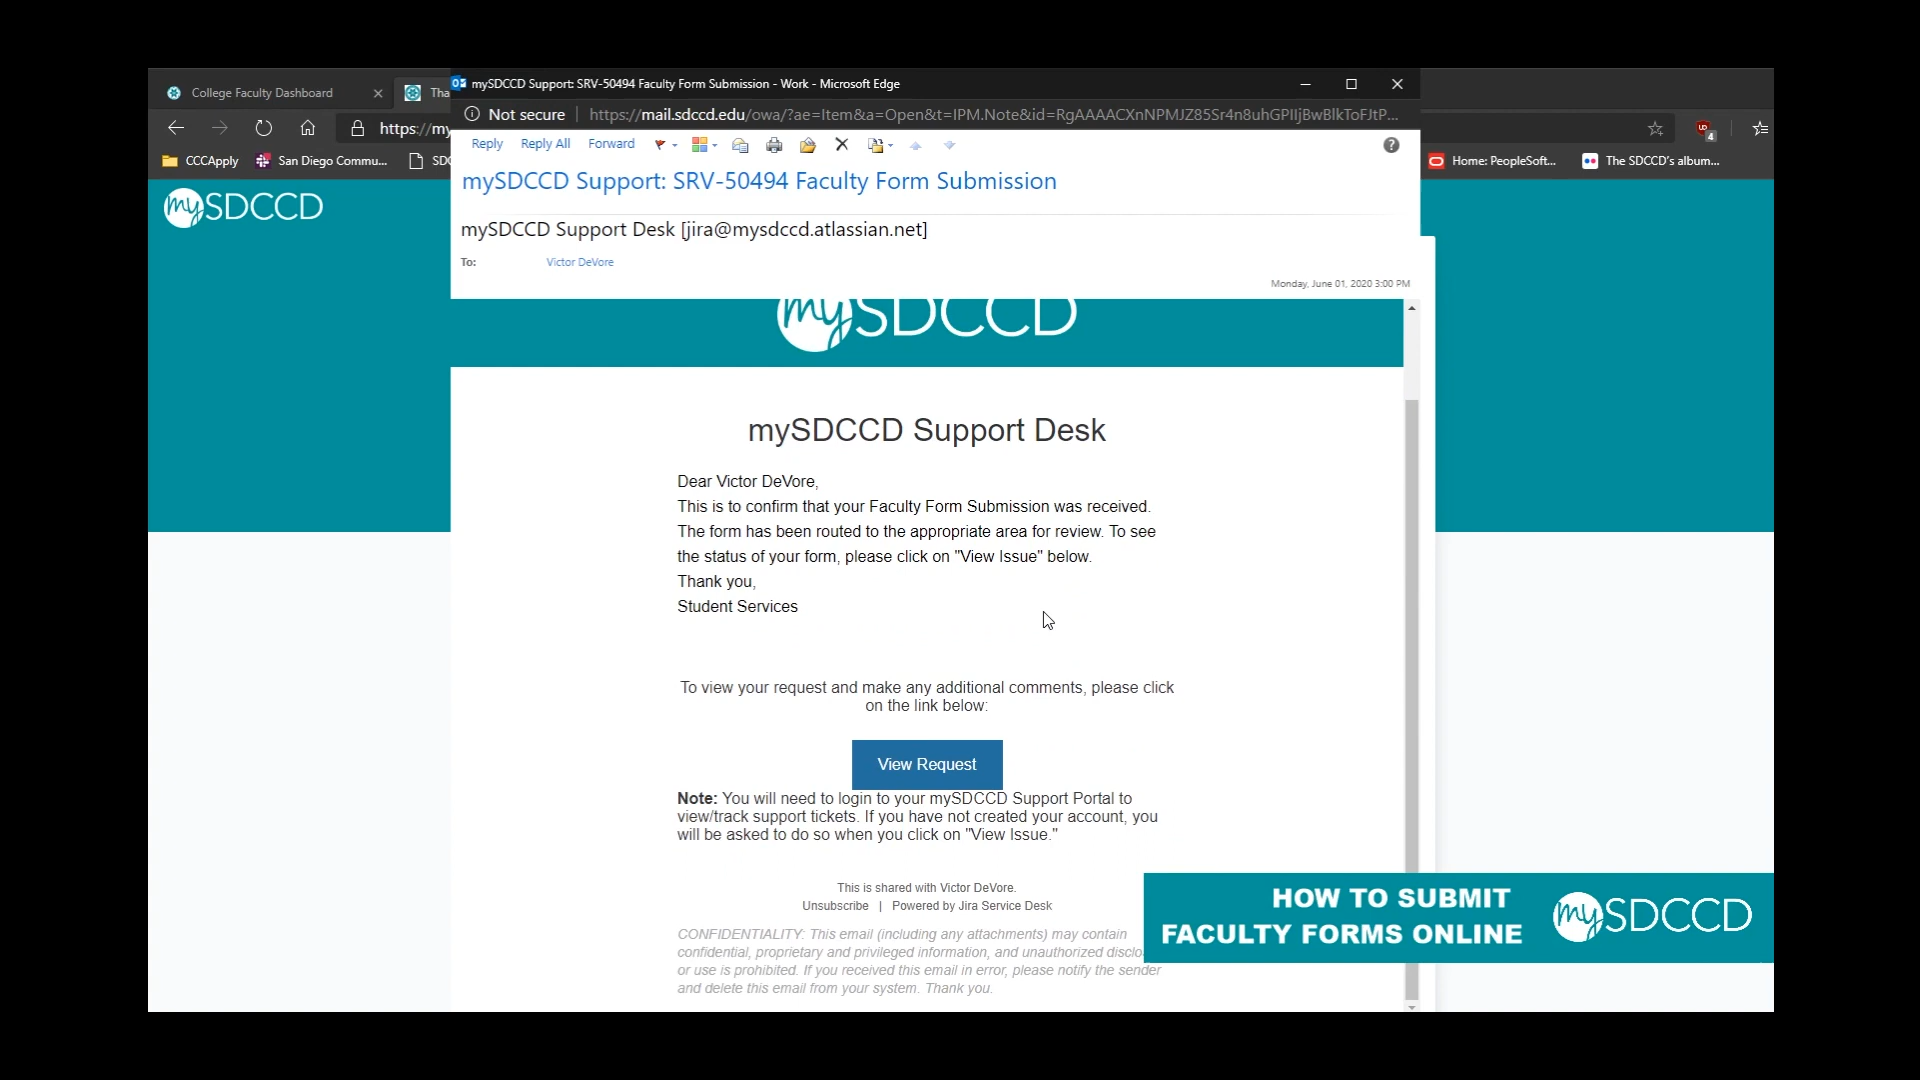 mySDCCD Support: SRV-50494 Faculty Form Submission - Work - Microsoft Edge
College Faculty Dashboard
Tha
Not secure | https://mail.sdccd.edu/owa/?ae=Item&a=Open&t=IPM.Note&id=RgAAAACXnNPMJZ85Sr4n8uhGPIIjBwBlkToFJtP...
https://my
4
Reply Reply All Forward
CCCApply San Diego Commu... SDC
Home: PeopleSoft... The SDCCD's album...
mySDCCD Support: SRV-50494 Faculty Form Submission
mySDCCD
mySDCCD Support Desk [jira@mysdccd.atlassian.net]
To: Victor DeVore
Monday, June 01, 2020 3:00 PM
mySDCCD
mySDCCD Support Desk
Dear Victor DeVore,
This is to confirm that your Faculty Form Submission was received.
The form has been routed to the appropriate area for review. To see
the status of your form, please click on "View Issue" below.
Thank you,
Student Services
To view your request and make any additional comments, please click
on the link below:
View Request
Note: You will need to login to your mySDCCD Support Portal to
view/track support tickets. If you have not created your account, you
will be asked to do so when you click on "View Issue."
This is shared with Victor DeVore.
Unsubscribe | Powered by Jira Service Desk
CONFIDENTIALITY: This email (including any attachments) may contain
confidential, proprietary and privileged information, and unauthorized disclo
or use is prohibited. If you received this email in error, please notify the sender
and delete this email from your system. Thank you.
HOW TO SUBMIT
FACULTY FORMS ONLINE
mySDCCD